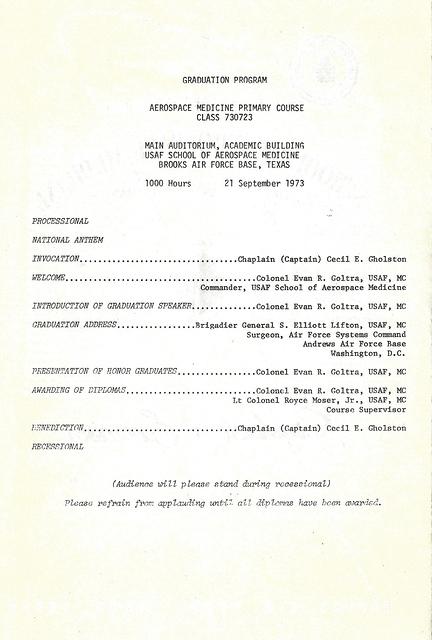 GRADUATION PROGRAM
AEROSPACE MEDICINE PRIMARY COURSE
CLASS 730723
MAIN AUDITORIUM, ACADEMIC BUILDING
USAF SCHOOL OF AEROSPACE MEDICINE
BROOKS AIR FORCE BASE, TEXAS
1000 Hours 21 September 1973
PROCESSIONAL
NATIONAL ANTHEM
INVOCATION................................Chaplain (Captain) Cecil E. Gholston
WELCOME....................................Colonel Evan R. Goltra, USAF, MC
Commander, USAF School of Aerospace Medicine
INTRODUCTION OF GRADUATION SPEAKER.............Colonel Evan R. Goltra, USAF, MC
GRADUATION ADDRESS................Brigadier General S. Elliott Lifton, USAF, MC
Surgeon, Air Force Systems Command
Andrews Air Force Base
Washington, D.C.
PRESENTATION OF HONOR GRADUATES................Colonel Evan R. Goltra, USAF, MC
AWARDING OF DIPLOMAS..........................Colonel Evan R. Goltra, USAF, MC
Lt Colonel Royce Moser, Jr., USAF, MC
Course Supervisor
BENEDICTION...............................Chaplain (Captain) Cecil E. Gholston
RECESSIONAL
(Audience will please stand during recessional)
Please refrain from applauding until all diplomas have been awarded.